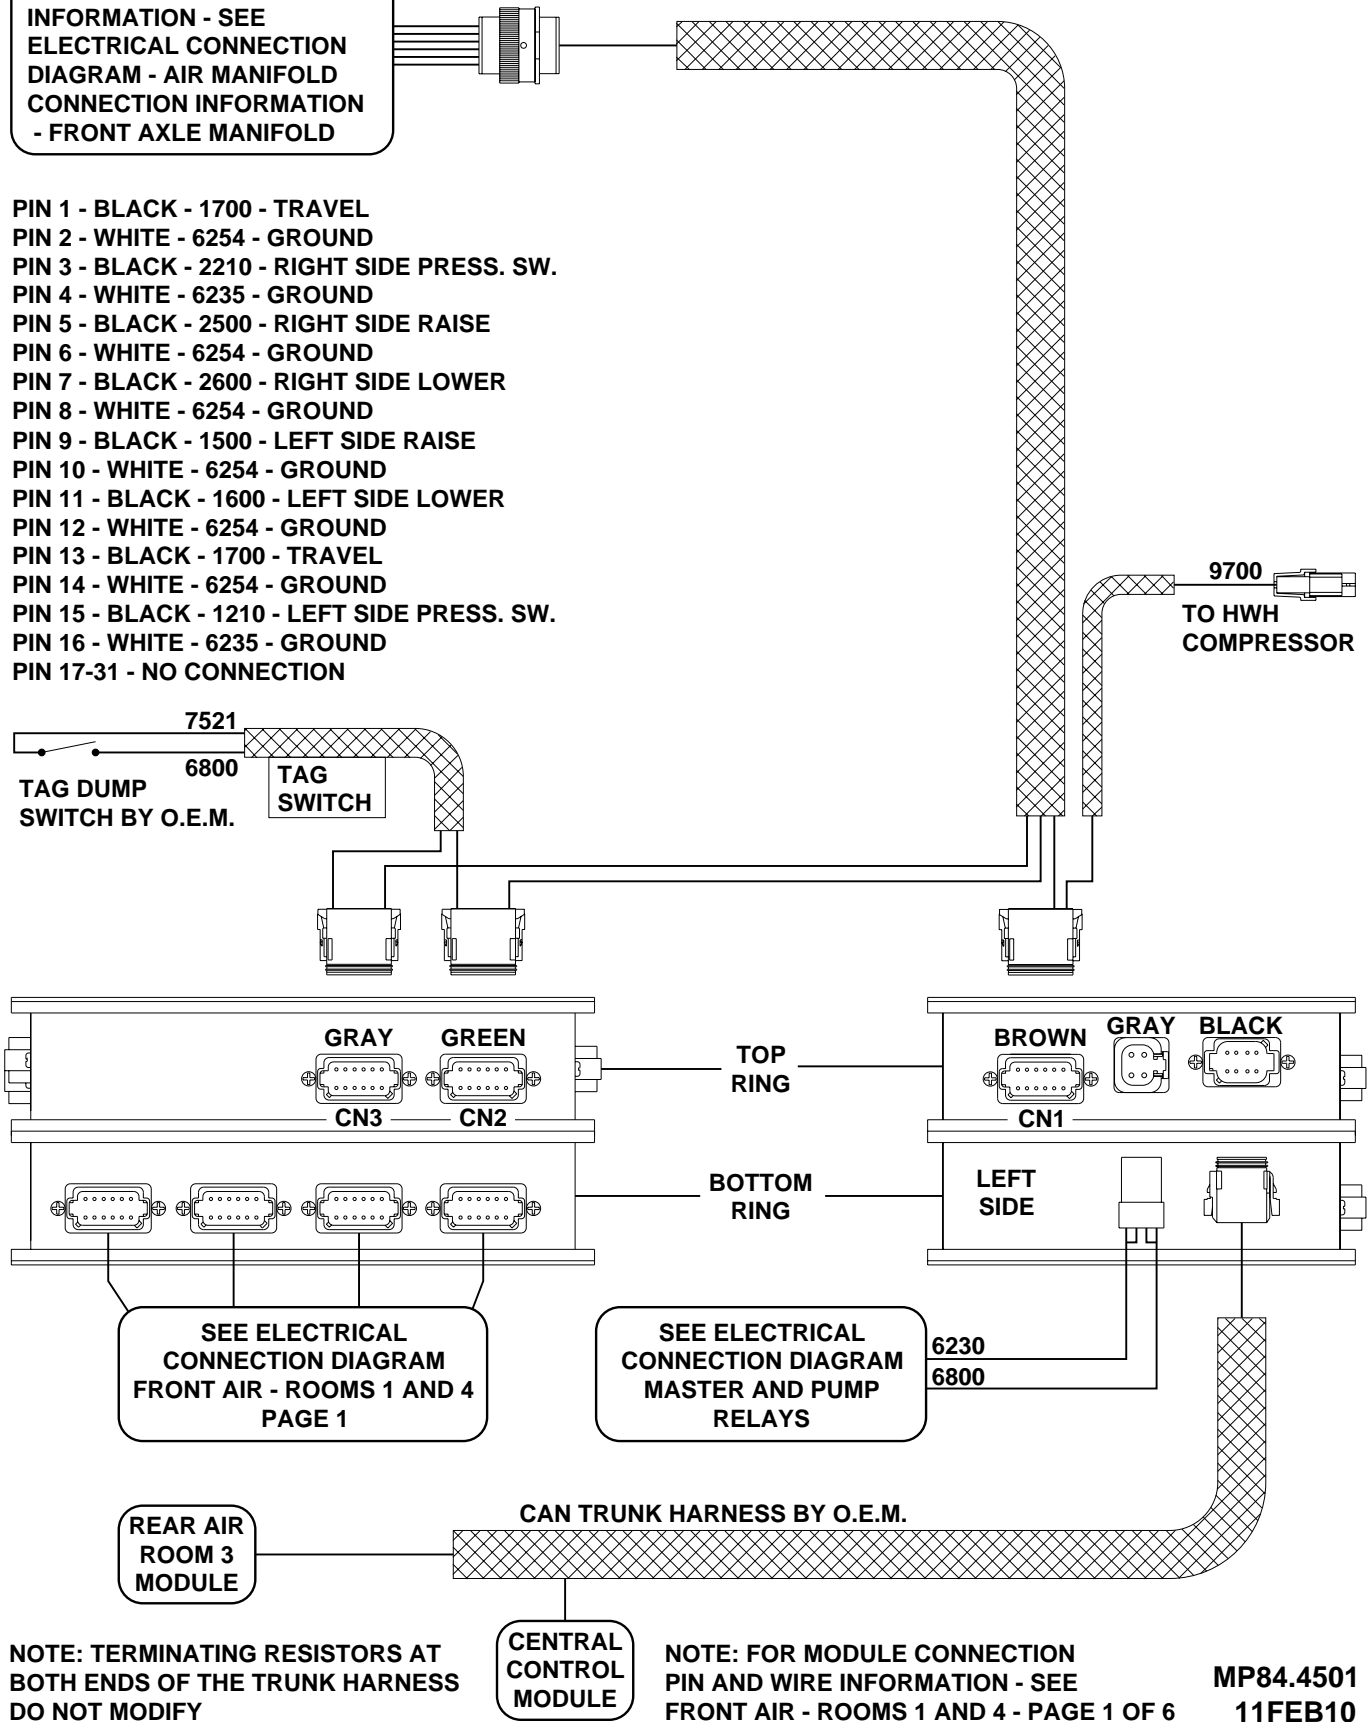 INFORMATION - SEE
ELECTRICAL CONNECTION
DIAGRAM - AIR MANIFOLD
CONNECTION INFORMATION
- FRONT AXLE MANIFOLD
PIN 1 - BLACK - 1700 - TRAVEL
PIN 2 - WHITE - 6254 - GROUND
PIN 3 - BLACK - 2210 - RIGHT SIDE PRESS. SW.
PIN 4 - WHITE - 6235 - GROUND
PIN 5 - BLACK - 2500 - RIGHT SIDE RAISE
PIN 6 - WHITE - 6254 - GROUND
PIN 7 - BLACK - 2600 - RIGHT SIDE LOWER
PIN 8 - WHITE - 6254 - GROUND
PIN 9 - BLACK - 1500 - LEFT SIDE RAISE
PIN 10 - WHITE - 6254 - GROUND
PIN 11 - BLACK - 1600 - LEFT SIDE LOWER
PIN 12 - WHITE - 6254 - GROUND
PIN 13 - BLACK - 1700 - TRAVEL
PIN 14 - WHITE - 6254 - GROUND
PIN 15 - BLACK - 1210 - LEFT SIDE PRESS. SW.
PIN 16 - WHITE - 6235 - GROUND
PIN 17-31 - NO CONNECTION
9700
TO HWH
COMPRESSOR
7521
6800
TAG DUMP
SWITCH BY O.E.M.
TAG
SWITCH
GRAY
GREEN
CN3
CN2
TOP
RING
BROWN
GRAY
BLACK
CN1
BOTTOM
RING
LEFT
SIDE
SEE ELECTRICAL
CONNECTION DIAGRAM
FRONT AIR - ROOMS 1 AND 4
PAGE 1
SEE ELECTRICAL
CONNECTION DIAGRAM
MASTER AND PUMP
RELAYS
6230
6800
CAN TRUNK HARNESS BY O.E.M.
REAR AIR
ROOM 3
MODULE
CENTRAL
CONTROL
MODULE
NOTE: TERMINATING RESISTORS AT
BOTH ENDS OF THE TRUNK HARNESS
DO NOT MODIFY
NOTE: FOR MODULE CONNECTION
PIN AND WIRE INFORMATION - SEE
FRONT AIR - ROOMS 1 AND 4 - PAGE 1 OF 6
MP84.4501
11FEB10